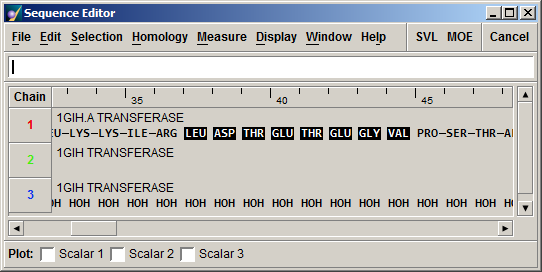 Sequence Editor
File Edit Selection Homology Measure Display Window Help SVL MOE Cancel
Chain
35 40 45
1 1GIH.A TRANSFERASE
LYS–LYS–ILE–ARG LEU ASP THR GLU THR GLU GLY VAL PRO–SER–THR
2 1GIH TRANSFERASE
3 1GIH TRANSFERASE
HOH HOH HOH HOH HOH HOH HOH HOH HOH HOH HOH HOH HOH HOH HOH
Plot: Scalar 1 Scalar 2 Scalar 3